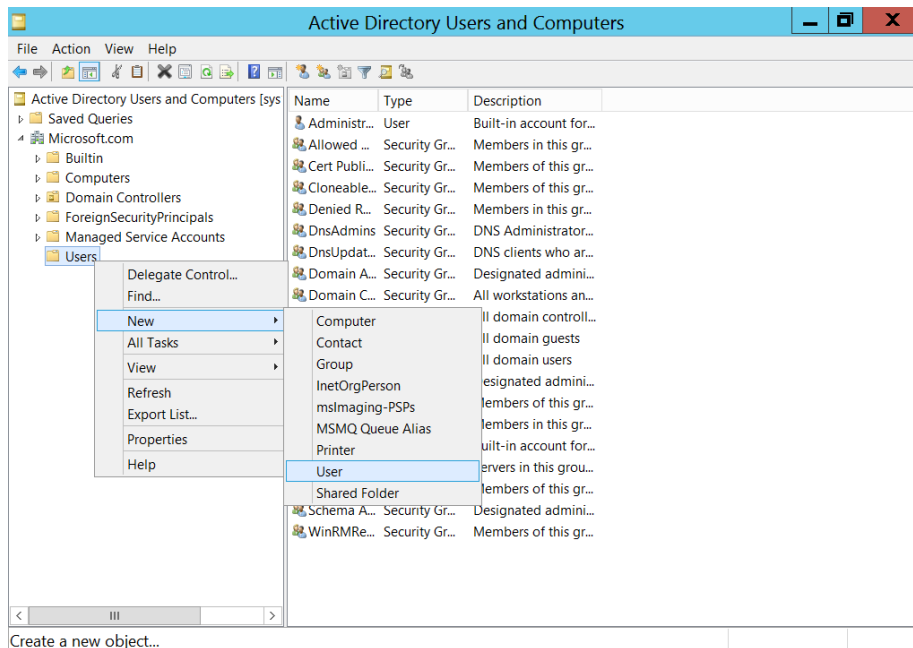 Active Directory Users and Computers
File Action View Help
Active Directory Users and Computers [sys
Saved Queries
Microsoft.com
Builtin
Computers
Domain Controllers
ForeignSecurityPrincipals
Managed Service Accounts
Users
Name Type Description
Administr... User Built-in account for...
Allowed ... Security Gr... Members in this gr...
Cert Publi... Security Gr... Members of this gr...
Cloneable... Security Gr... Members of this gr...
Denied R... Security Gr... Members in this gr...
DnsAdmins Security Gr... DNS Administrator...
DnsUpdat... Security Gr... DNS clients who ar...
Domain A... Security Gr... Designated admini...
Domain C... Security Gr... All workstations an...
ll domain controll...
ll domain guests
ll domain users
esignated admini...
embers of this gr...
embers in this gr...
uilt-in account for...
ervers in this grou...
embers of this gr...
Schema A... Security Gr... Designated admini...
WinRMRe... Security Gr... Members of this gr...
Delegate Control...
Find...
New
All Tasks
View
Refresh
Export List...
Properties
Help
Computer
Contact
Group
InetOrgPerson
msImaging-PSPs
MSMQ Queue Alias
Printer
User
Shared Folder
Create a new object...